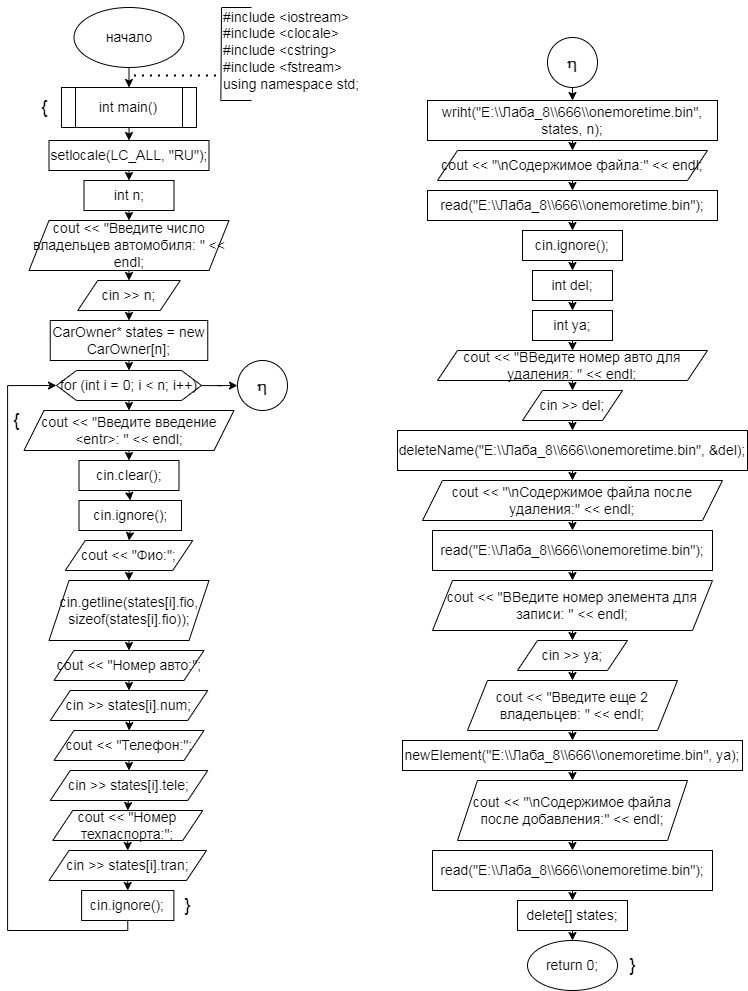 начало
#include <iostream>
#include <clocale>
#include <cstring>
#include <fstream>
using namespace std;
{
int main()
setlocale(LC_ALL, "RU");
int n;
cout << "Введите число
владельцев автомобиля: " <<
endl;
cin >> n;
CarOwner* states = new
CarOwner[n];
for (int i = 0; i < n; i++)
η
{
cout << "Введите введение
<entr>: " << endl;
cin.clear();
cin.ignore();
cout << "Фио:";
cin.getline(states[i].fio,
sizeof(states[i].fio));
cout << "Номер авто:";
cin >> states[i].num;
cout << "Телефон:";
cin >> states[i].tele;
cout << "Номер
техпаспорта:";
cin >> states[i].tran;
cin.ignore();
}
η
wriht("E:\\Лаба_8\\666\\onemoretime.bin",
states, n);
cout << "\nСодержимое файла:" << endl;
read("E:\\Лаба_8\\666\\onemoretime.bin");
cin.ignore();
int del;
int ya;
cout << "ВВедите номер авто для
удаления: " << endl;
cin >> del;
deleteName("E:\\Лаба_8\\666\\onemoretime.bin", &del);
cout << "\nСодержимое файла после
удаления:" << endl;
read("E:\\Лаба_8\\666\\onemoretime.bin");
cout << "ВВедите номер элемента для
записи: " << endl;
cin >> ya;
cout << "Введите еще 2
владельцев: " << endl;
newElement("E:\\Лаба_8\\666\\onemoretime.bin", ya);
cout << "\nСодержимое файла
после добавления:" << endl;
read("E:\\Лаба_8\\666\\onemoretime.bin");
delete[] states;
return 0;
}